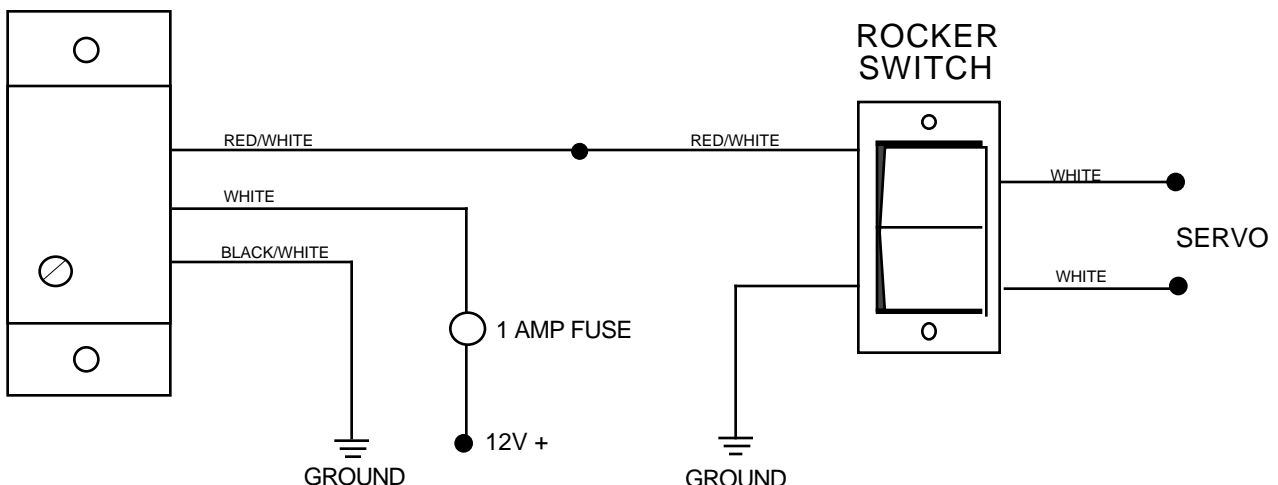 ROCKER
SWITCH
RED/WHITE
RED/WHITE
WHITE
WHITE
BLACK/WHITE
SERVO
WHITE
1 AMP FUSE
12V +
GROUND
GROUND